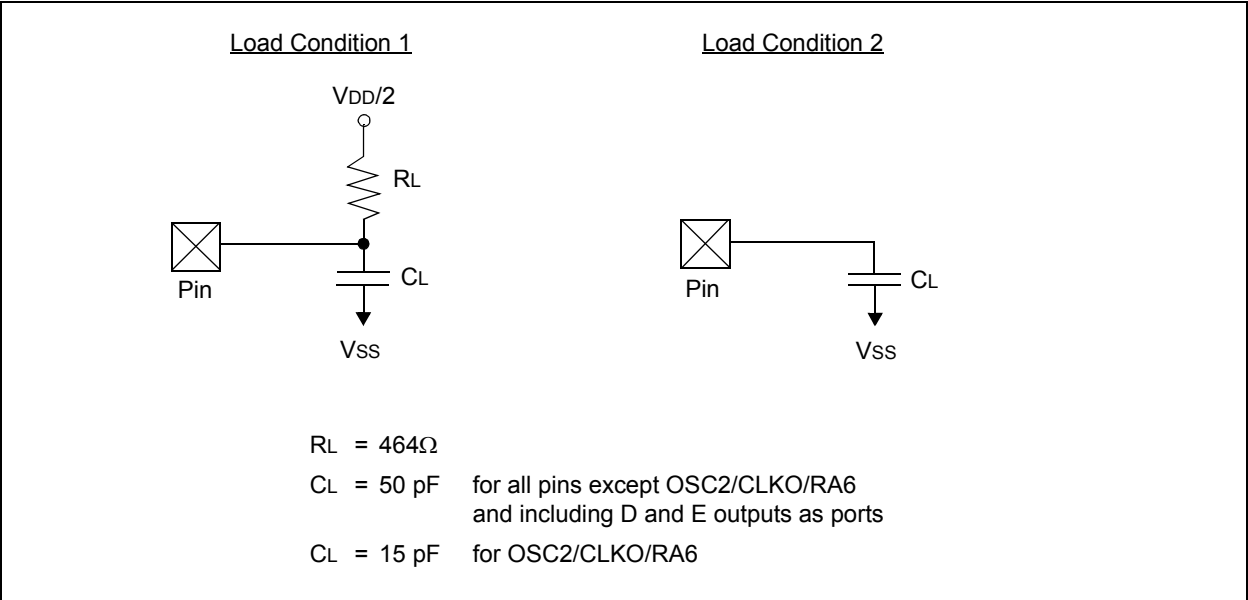 Load Condition 1
Load Condition 2
VDD/2
RL
Pin
CL
VSS
Pin
CL
VSS
RL = 464Ω
CL = 50 pF for all pins except OSC2/CLKO/RA6
and including D and E outputs as ports
CL = 15 pF for OSC2/CLKO/RA6